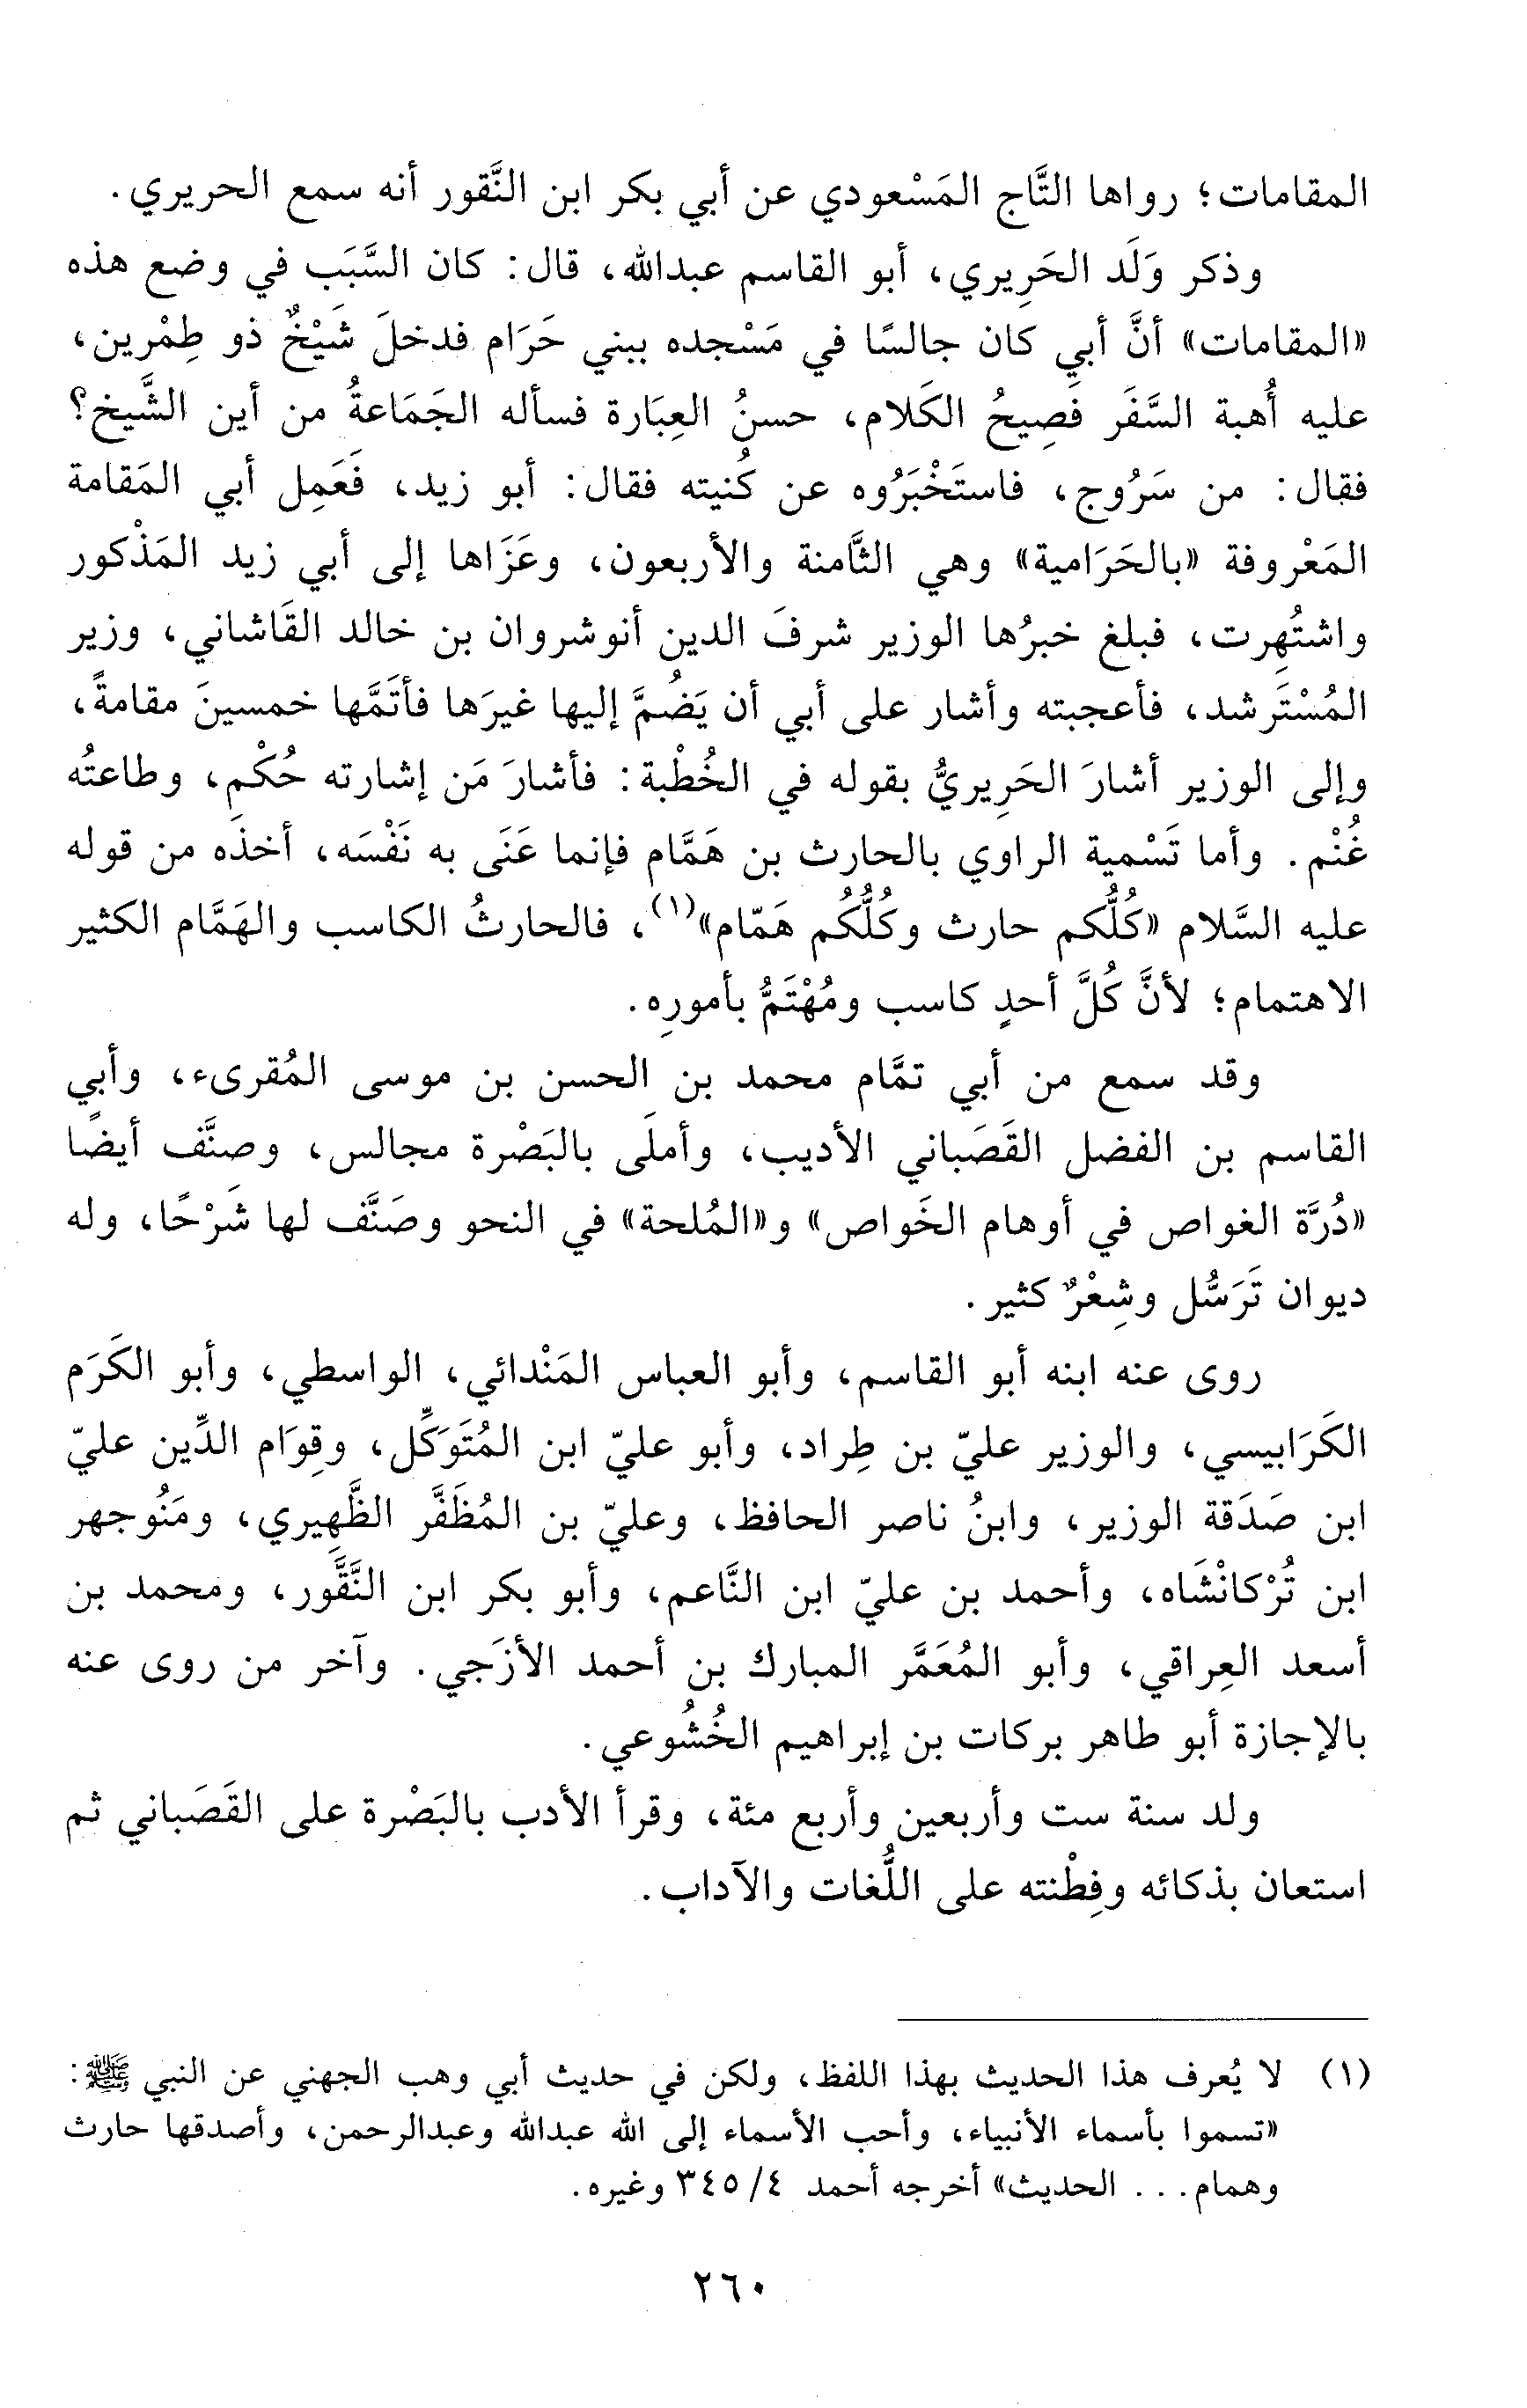 المقامات؛ رواها التَّاج المَسْعودي عن أبي بكر ابن النَّقور أنه سمع الحريري.
وذكر وَلَد الحَرِيري، أبو القاسم عبدالله، قال: كان السَّبَب في وضع هذه
«المقامات» أنَّ أبي كان جالسًا في مَسْجده ببني حَرَام فدخلَ شَيْخٌ ذو طِمْرين،
عليه أُهبة السَّفَر فَصِيحُ الكَلام، حسنُ العِبَارة فسأله الجَمَاعةُ من أين الشَّيخ؟
فقال: من سَرُوج، فاستَخْبَرُوه عن كُنيته فقال: أبو زيد، فَعَمِل أبي المَقامة
المَعْروفة «بالحَرَامية» وهي الثَّامنة والأربعون، وعَزَاها إلى أبي زيد المَذْكور
واشتُهِرت، فبلغ خبرُها الوزير شرفَ الدين أنوشروان بن خالد القَاشاني، وزير
المُسْتَرشد، فأعجبته وأشار على أبي أن يَضُمَّ إليها غيرَها فأتَمَّها خمسينَ مقامةً،
وإلى الوزير أشارَ الحَرِيريُّ بقوله في الخُطْبة: فأشارَ مَن إشارته حُكْم، وطاعتُه
غُنْم. وأما تَسْمية الراوي بالحارث بن هَمَّام فإنما عَنَى به نَفْسَه، أخذَه من قوله
عليه السَّلام «كُلُّكم حارث وكُلُّكُم هَمّام»(١)، فالحارثُ الكاسب والهَمَّام الكثير
الاهتمام؛ لأنَّ كُلَّ أحدٍ كاسب ومُهْتَمُّ بأمورِه.
وقد سمع من أبي تمَّام محمد بن الحسن بن موسى المُقرىء، وأبي
القاسم بن الفضل القَصَباني الأديب، وأملَى بالبَصْرة مجالس، وصنَّف أيضًا
«دُرَّة الغواص في أوهام الخَواص» و«المُلحة» في النحو وصَنَّف لها شَرْحًا، وله
ديوان تَرَسُّل وشِعْرٌ كثير.
روى عنه ابنه أبو القاسم، وأبو العباس المَنْدائي، الواسطي، وأبو الكَرَم
الكَرَابيسي، والوزير عليّ بن طِراد، وأبو عليّ ابن المُتَوَكِّل، وقِوَام الدِّين عليّ
ابن صَدَقة الوزير، وابنُ ناصر الحافظ، وعليّ بن المُظَفَّر الظَّهِيري، ومَنُوجهر
ابن تُرْكانْشَاه، وأحمد بن عليّ ابن النَّاعم، وأبو بكر ابن النَّقَّور، ومحمد بن
أسعد العِراقي، وأبو المُعَمَّر المبارك بن أحمد الأزَجي. وآخر من روى عنه
بالإجازة أبو طاهر بركات بن إبراهيم الخُشُوعي.
ولد سنة ست وأربعين وأربع مئة، وقرأ الأدب بالبَصْرة على القَصَباني ثم
استعان بذكائه وفِطْنته على اللُّغات والآداب.
(١) لا يُعرف هذا الحديث بهذا اللفظ، ولكن في حديث أبي وهب الجهني عن النبي ﷺ:
«تسموا بأسماء الأنبياء، وأحب الأسماء إلى الله عبدالله وعبدالرحمن، وأصدقها حارث
وهمام... الحديث» أخرجه أحمد ٤/ ٣٤٥ وغيره.
٢٦٠